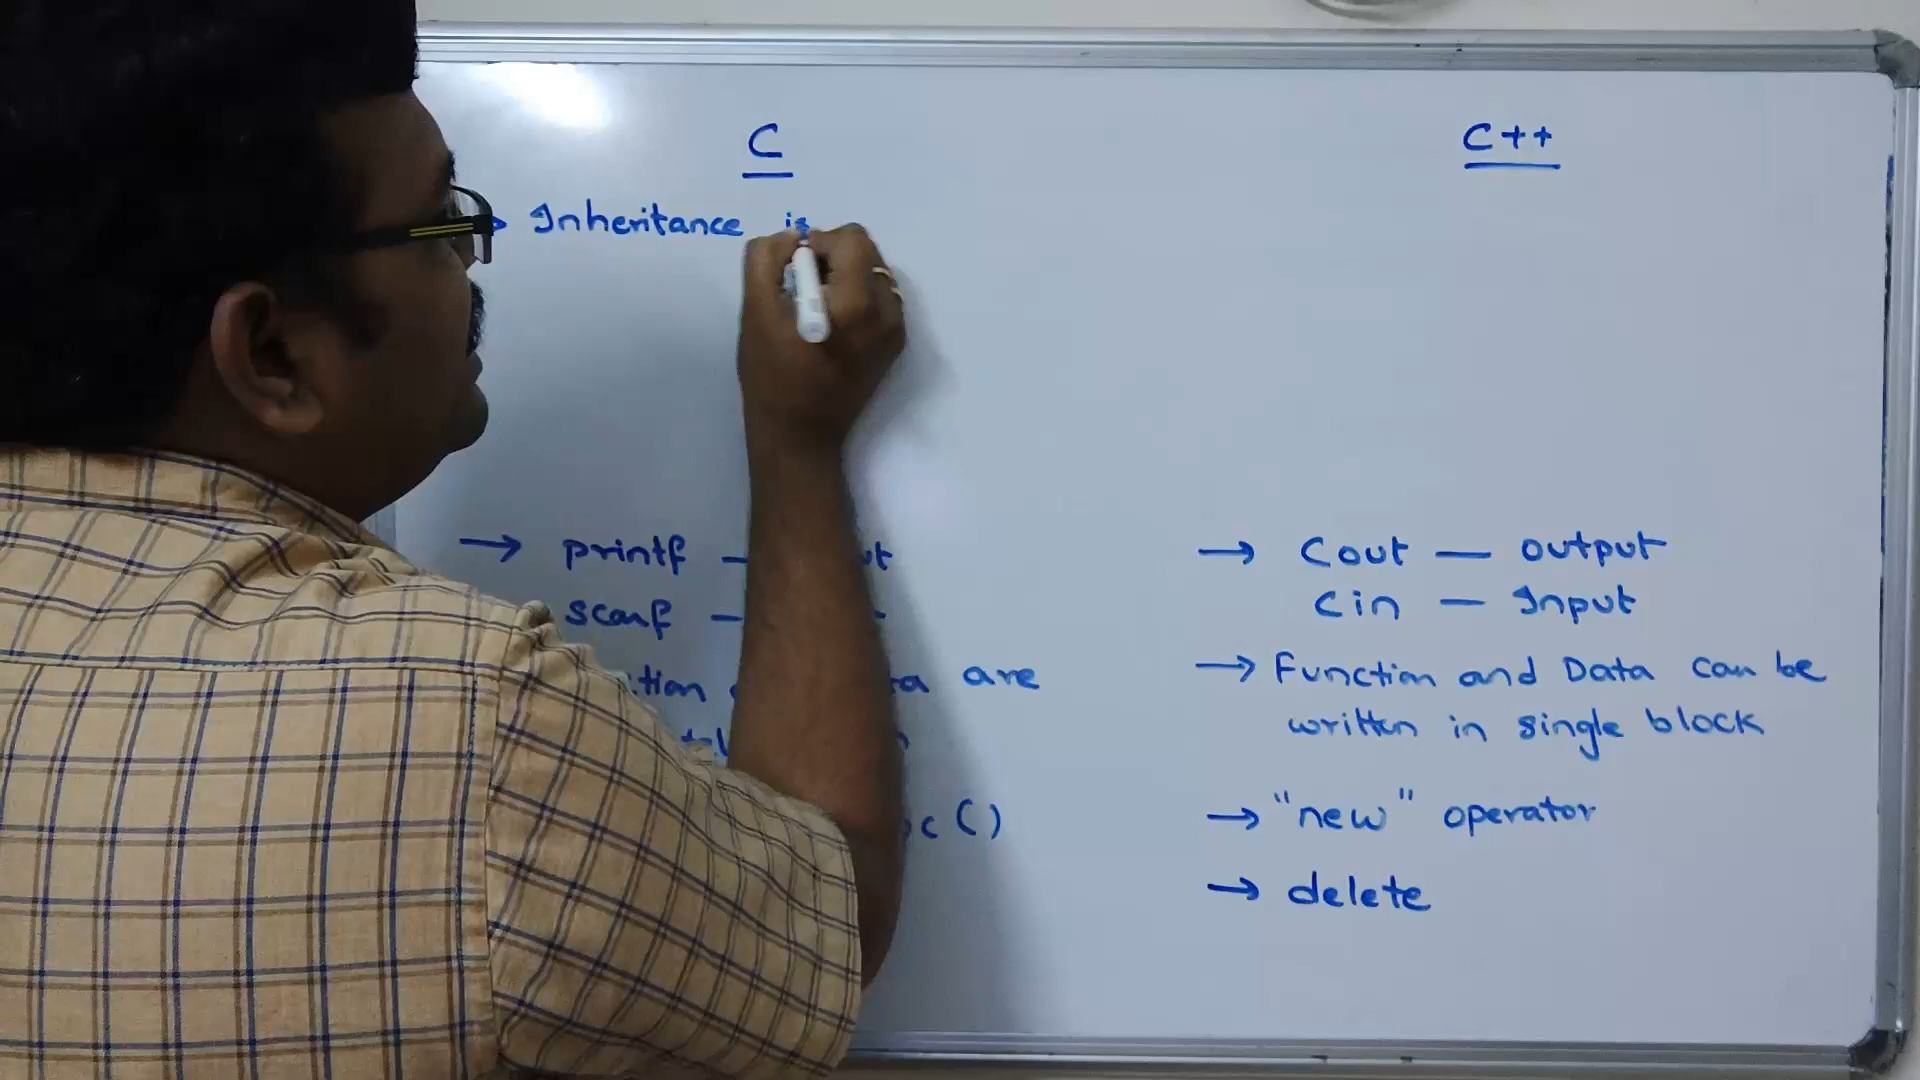 C
Inheritance is
→ printf —
scanf —
are
c()
C++
→ Cout — output
Cin — Input
→ Function and Data can be
written in single block
→ "new" operator
→ delete